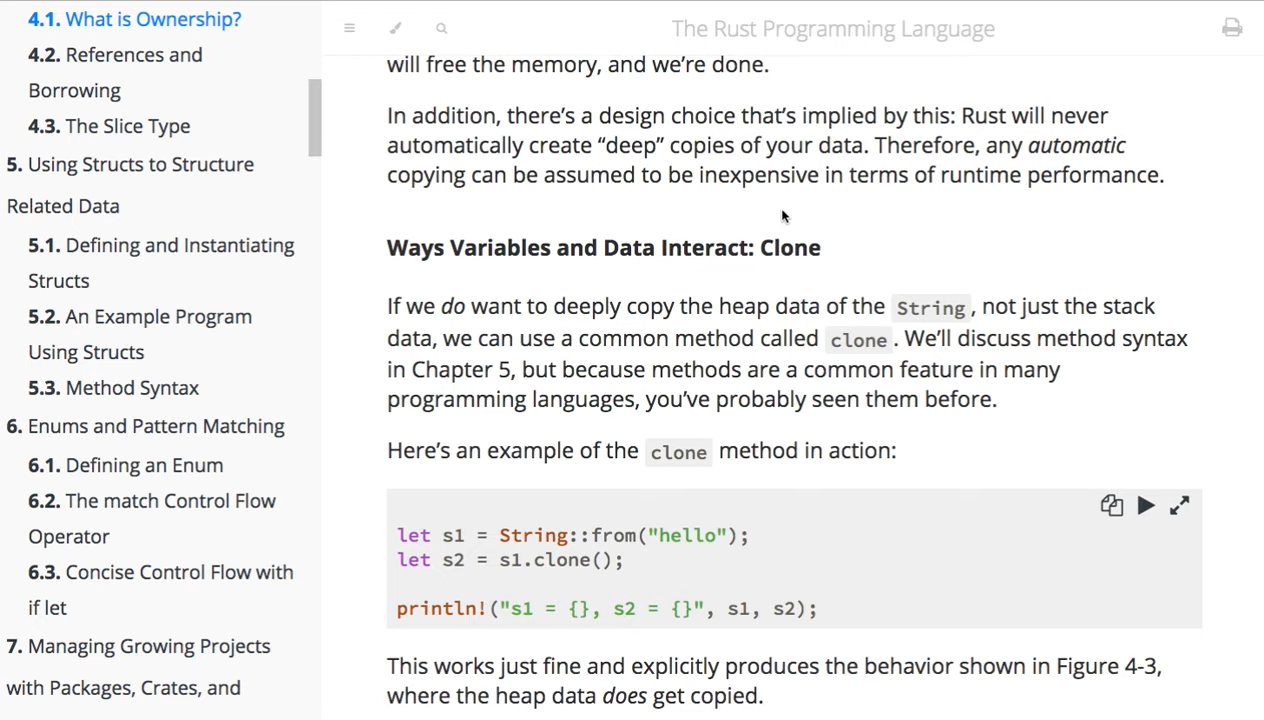 4.1. What is Ownership?
4.2. References and
Borrowing
4.3. The Slice Type
5. Using Structs to Structure
Related Data
5.1. Defining and Instantiating
Structs
5.2. An Example Program
Using Structs
5.3. Method Syntax
6. Enums and Pattern Matching
6.1. Defining an Enum
6.2. The match Control Flow
Operator
6.3. Concise Control Flow with
if let
7. Managing Growing Projects
with Packages, Crates, and
The Rust Programming Language
will free the memory, and we’re done.
In addition, there’s a design choice that’s implied by this: Rust will never
automatically create “deep” copies of your data. Therefore, any automatic
copying can be assumed to be inexpensive in terms of runtime performance.
Ways Variables and Data Interact: Clone
If we do want to deeply copy the heap data of the String, not just the stack
data, we can use a common method called clone. We’ll discuss method syntax
in Chapter 5, but because methods are a common feature in many
programming languages, you’ve probably seen them before.
Here’s an example of the clone method in action:
let s1 = String::from("hello");
let s2 = s1.clone();
println!("s1 = {}, s2 = {}", s1, s2);
This works just fine and explicitly produces the behavior shown in Figure 4-3,
where the heap data does get copied.